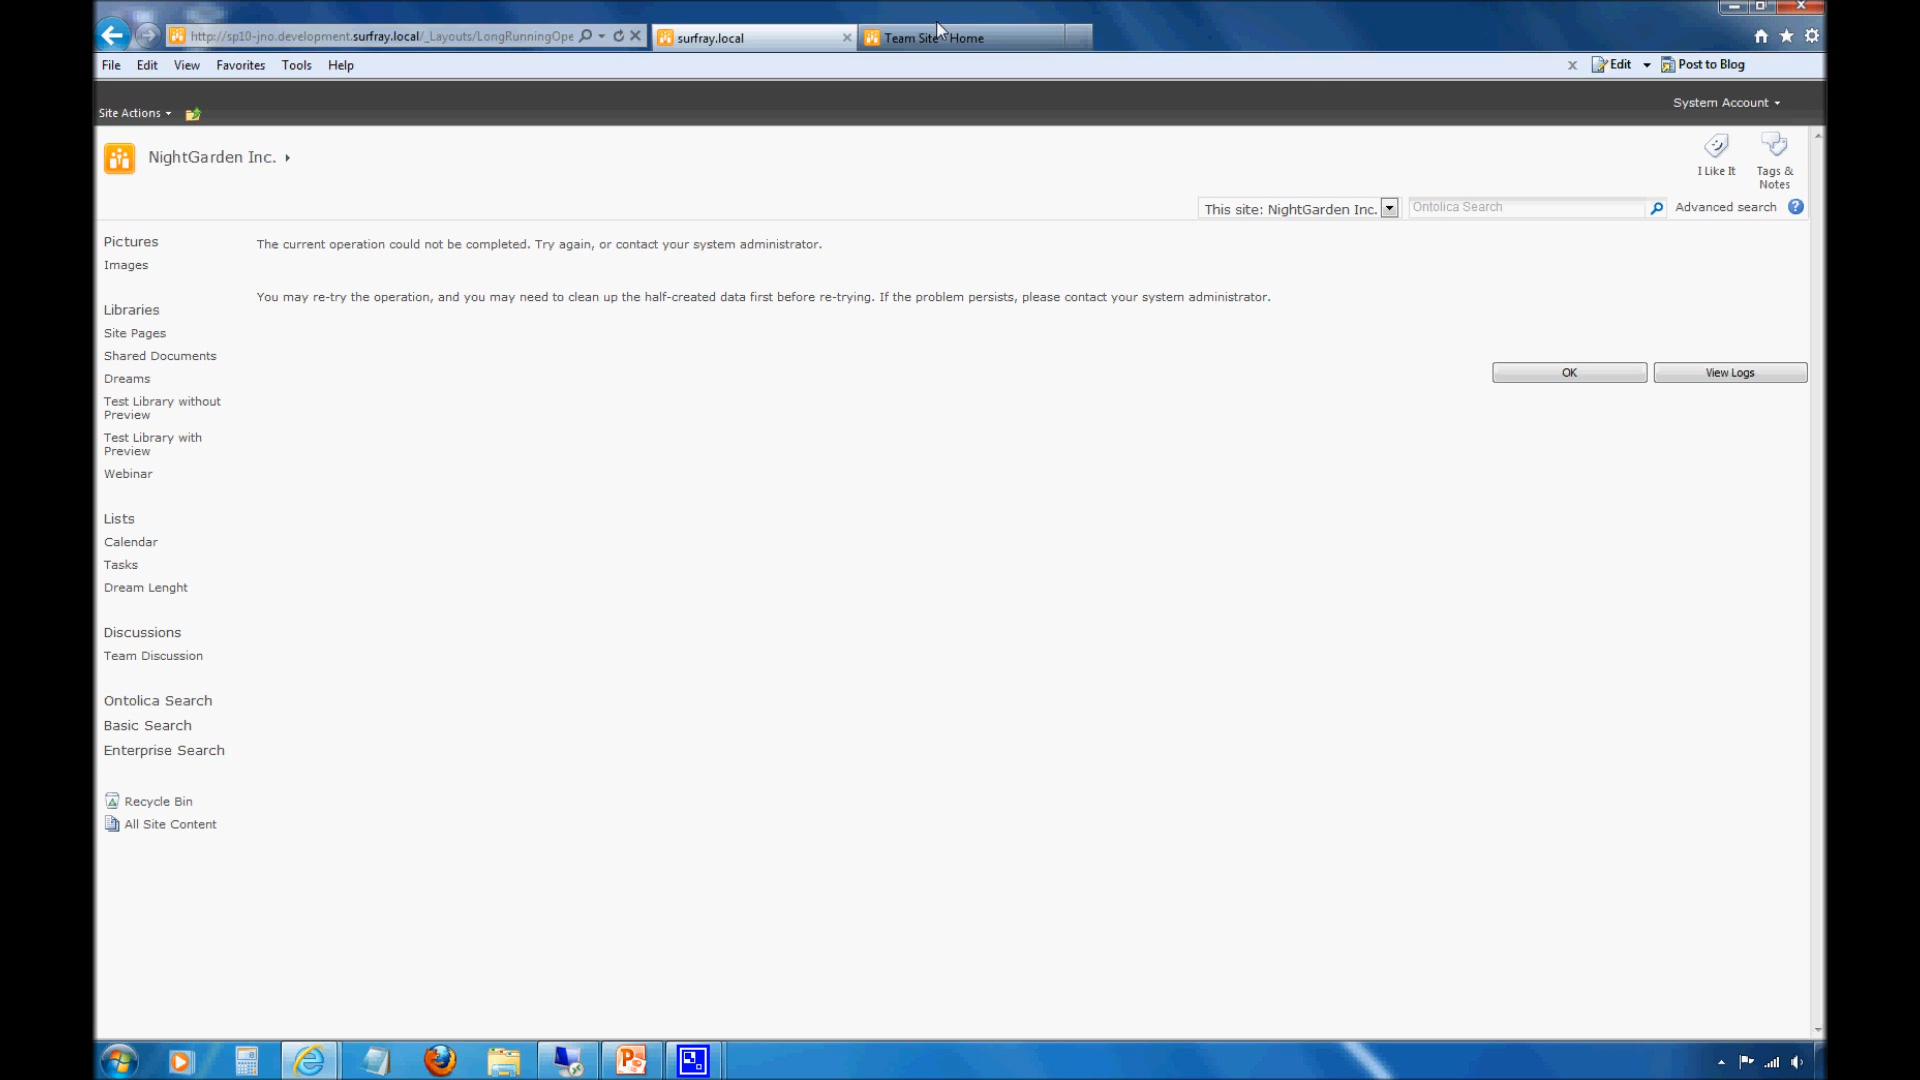 http://sp10-jno.development.surfray.local/_Layouts/LongRunningOpe
surfray.local
Team Site - Home
File Edit View Favorites Tools Help
x Edit Post to Blog
Site Actions
System Account
NightGarden Inc.
I Like It
Tags &
Notes
This site: NightGarden Inc.
Ontolica Search
Advanced search
Pictures
Images
Libraries
Site Pages
Shared Documents
Dreams
Test Library without
Preview
Test Library with
Preview
Webinar
Lists
Calendar
Tasks
Dream Lenght
Discussions
Team Discussion
Ontolica Search
Basic Search
Enterprise Search
Recycle Bin
All Site Content
The current operation could not be completed. Try again, or contact your system administrator.
You may re-try the operation, and you may need to clean up the half-created data first before re-trying. If the problem persists, please contact your system administrator.
OK
View Logs